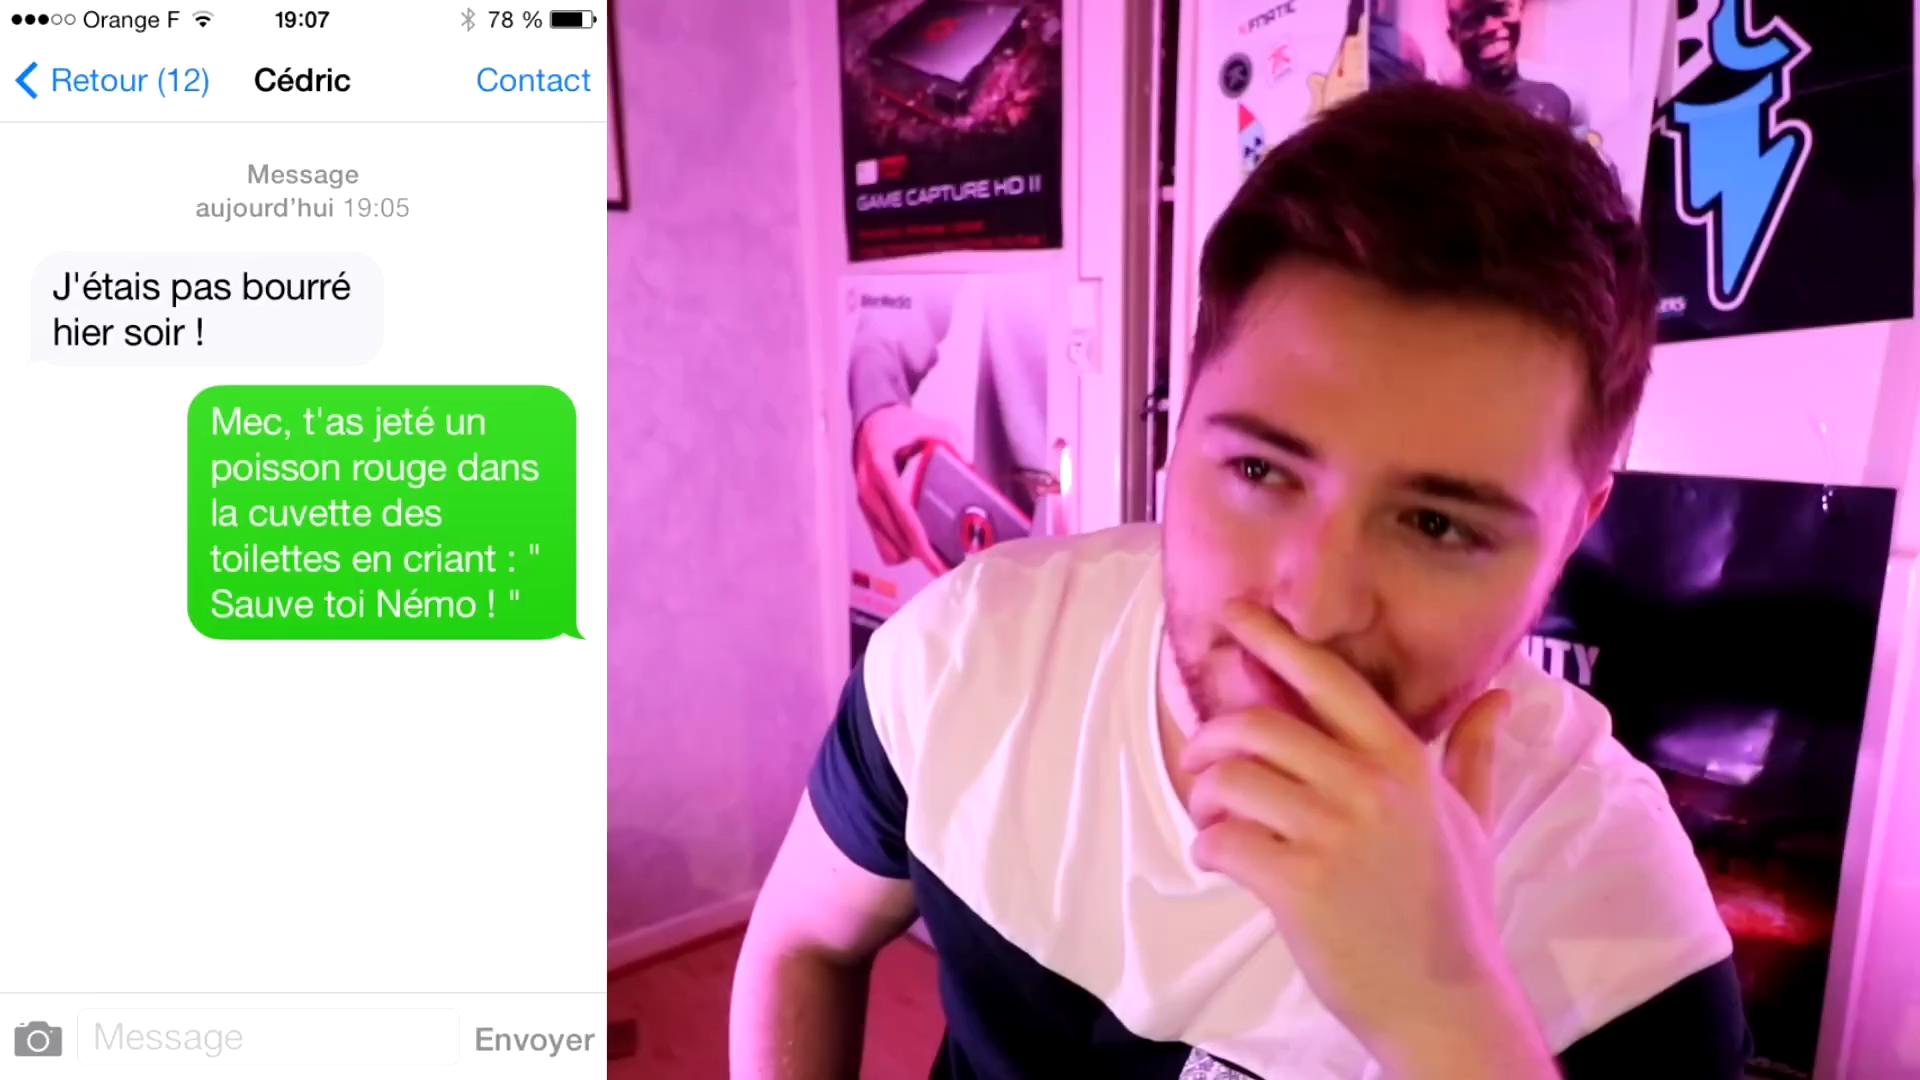 Orange F
19:07
78 %
Retour (12)
Cédric
Contact
Message
aujourd’hui 19:05
J'étais pas bourré
hier soir !
Mec, t'as jeté un
poisson rouge dans
la cuvette des
toilettes en criant : "
Sauve toi Némo ! "
Message
Envoyer
GAME CAPTURE HD II